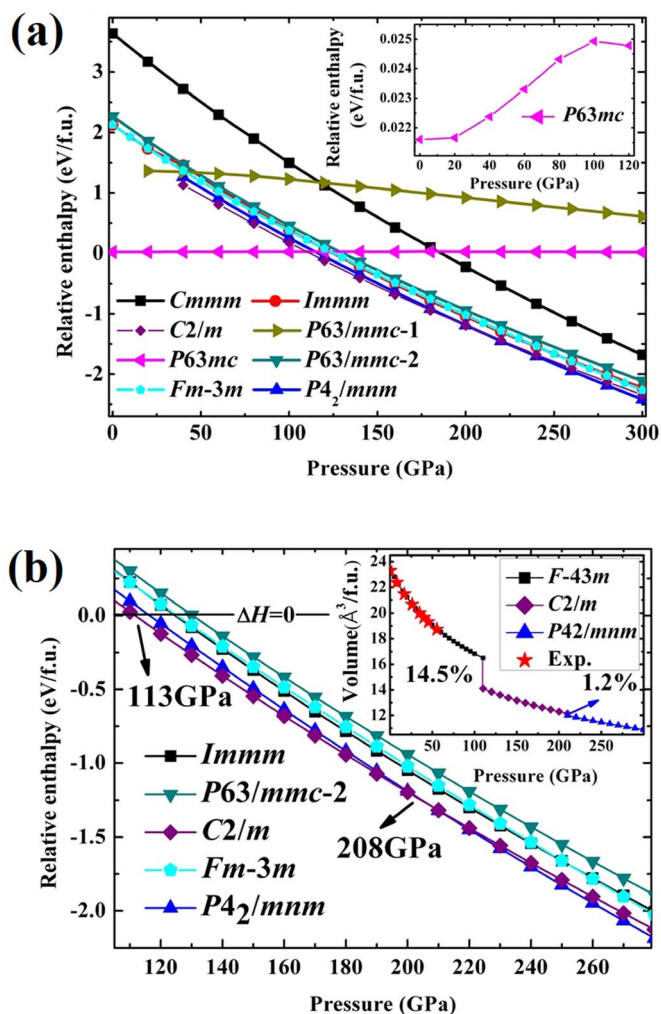 (a)
Relative enthalpy (eV/f.u.)
3
2
1
0
-1
-2
0 50 100 150 200 250 300
Pressure (GPa)
Cmmm Immm
C2/m P63/mmc-1
P63mc P63/mmc-2
Fm-3m P42/mnm
Relative enthalpy
(eV/f.u.)
0.025
0.024
0.023
0.022
P63mc
0 20 40 60 80 100 120
Pressure (GPa)
(b)
Relative enthalpy (eV/f.u.)
0.0
-0.5
-1.0
-1.5
-2.0
120 140 160 180 200 220 240 260
Pressure (GPa)
ΔH=0
113GPa
208GPa
Immm
P63/mmc-2
C2/m
Fm-3m
P42/mnm
Volume(Å3/f.u.)
24
22
20
18
16
14
12
50 100 150 200 250
Pressure (GPa)
F-43m
C2/m
P42/mnm
Exp.
14.5%
1.2%